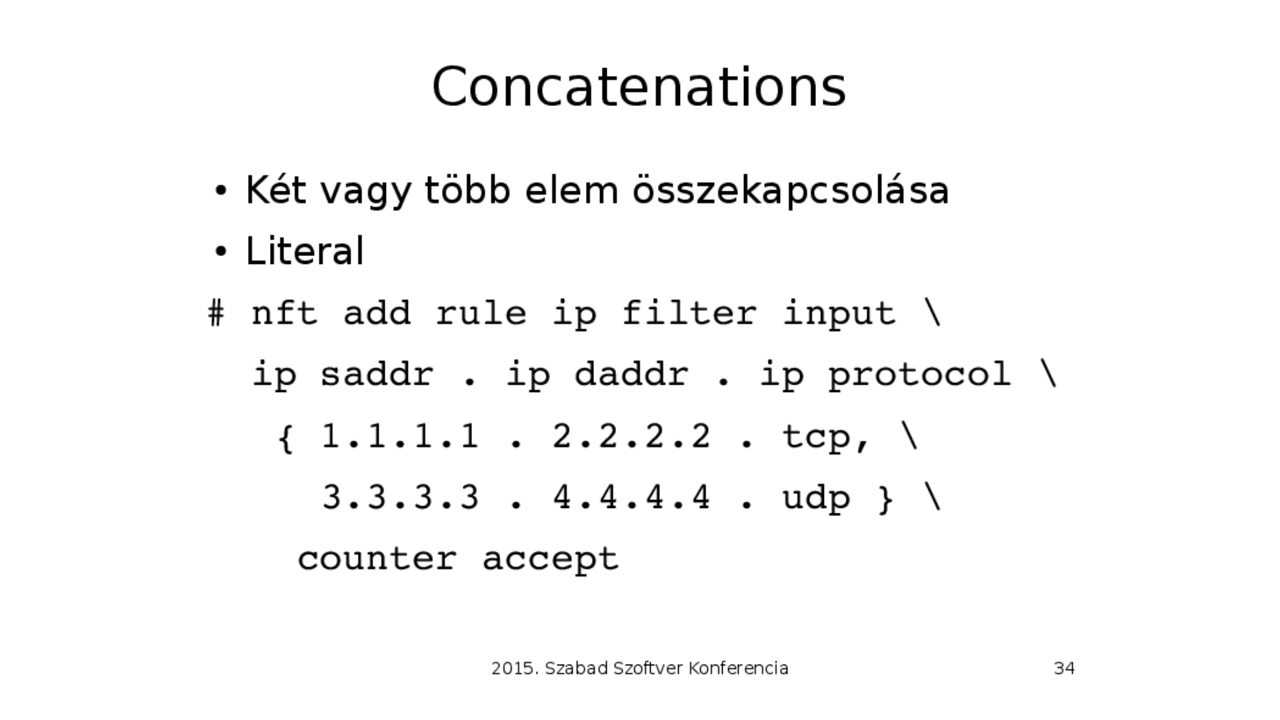 Concatenations
• Két vagy több elem összekapcsolása
• Literal
# nft add rule ip filter input \
ip saddr . ip daddr . ip protocol \
{ 1.1.1.1 . 2.2.2.2 . tcp, \
3.3.3.3 . 4.4.4.4 . udp } \
counter accept
2015. Szabad Szoftver Konferencia
34